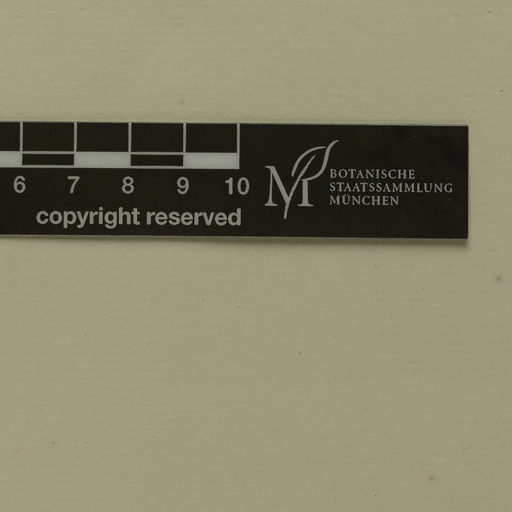 6 7 8 9 10
copyright reserved
M
BOTANISCHE
STAATSSAMMLUNG
MÜNCHEN